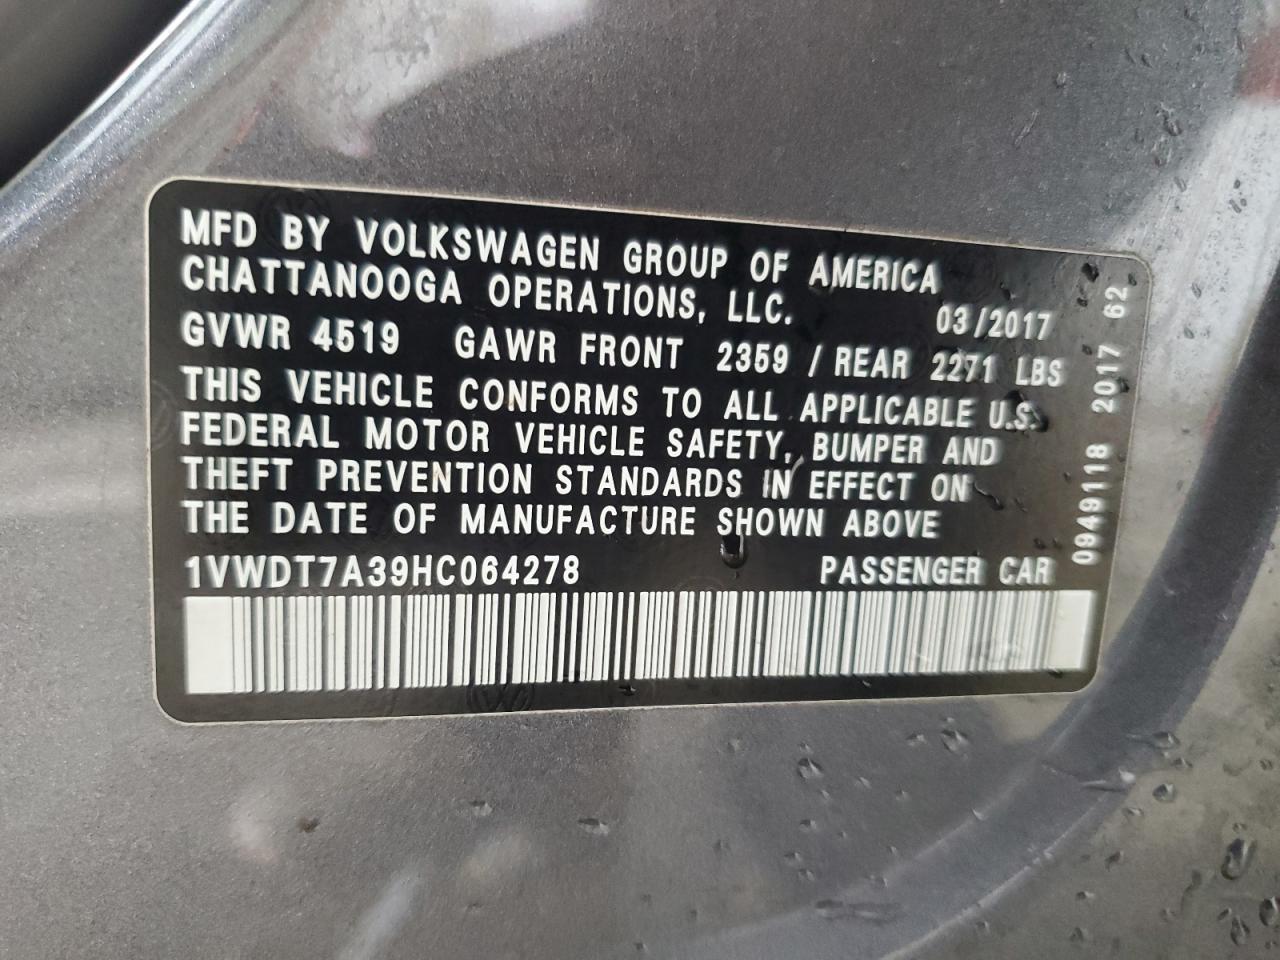 MFD BY VOLKSWAGEN GROUP OF AMERICA
CHATTANOOGA OPERATIONS, LLC. 03/2017
GVWR 4519 GAWR FRONT 2359 / REAR 2271 LBS
THIS VEHICLE CONFORMS TO ALL APPLICABLE U.S.
FEDERAL MOTOR VEHICLE SAFETY, BUMPER AND
THEFT PREVENTION STANDARDS IN EFFECT ON
THE DATE OF MANUFACTURE SHOWN ABOVE
1VWDT7A39HC064278 PASSENGER CAR
0949118 2017 62